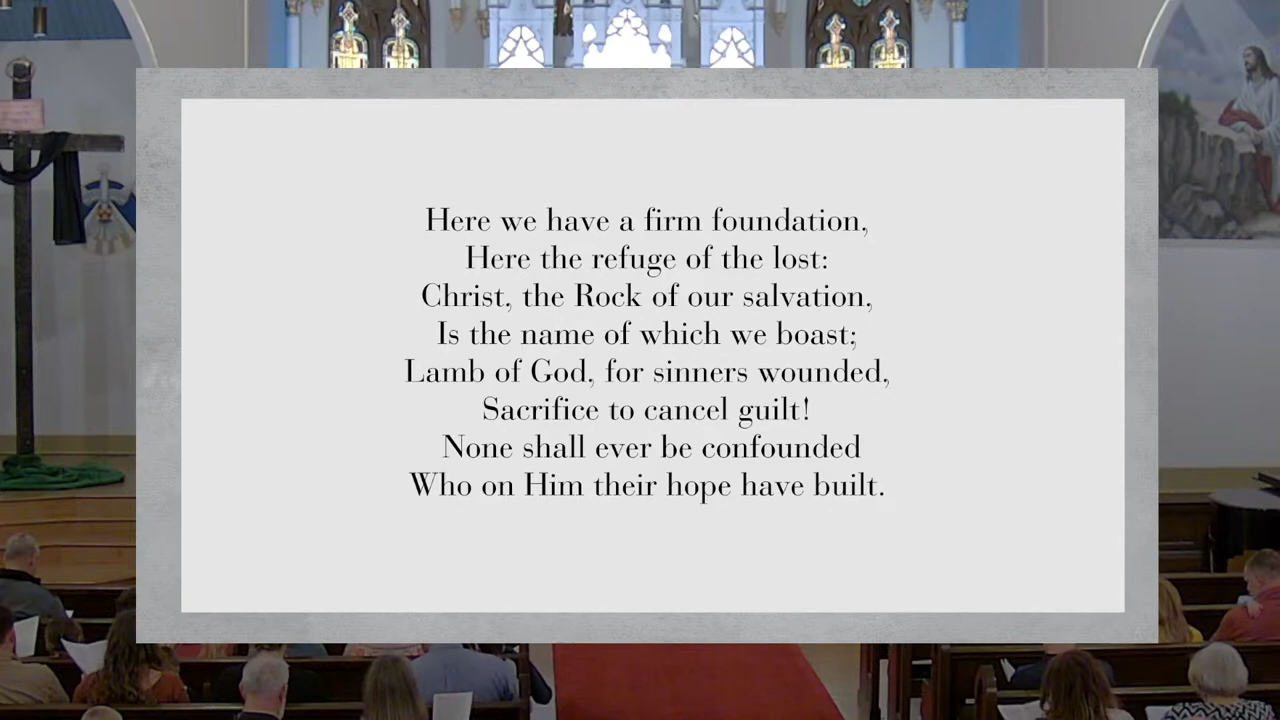 Here we have a firm foundation,
Here the refuge of the lost:
Christ, the Rock of our salvation,
Is the name of which we boast;
Lamb of God, for sinners wounded,
Sacrifice to cancel guilt!
None shall ever be confounded
Who on Him their hope have built.